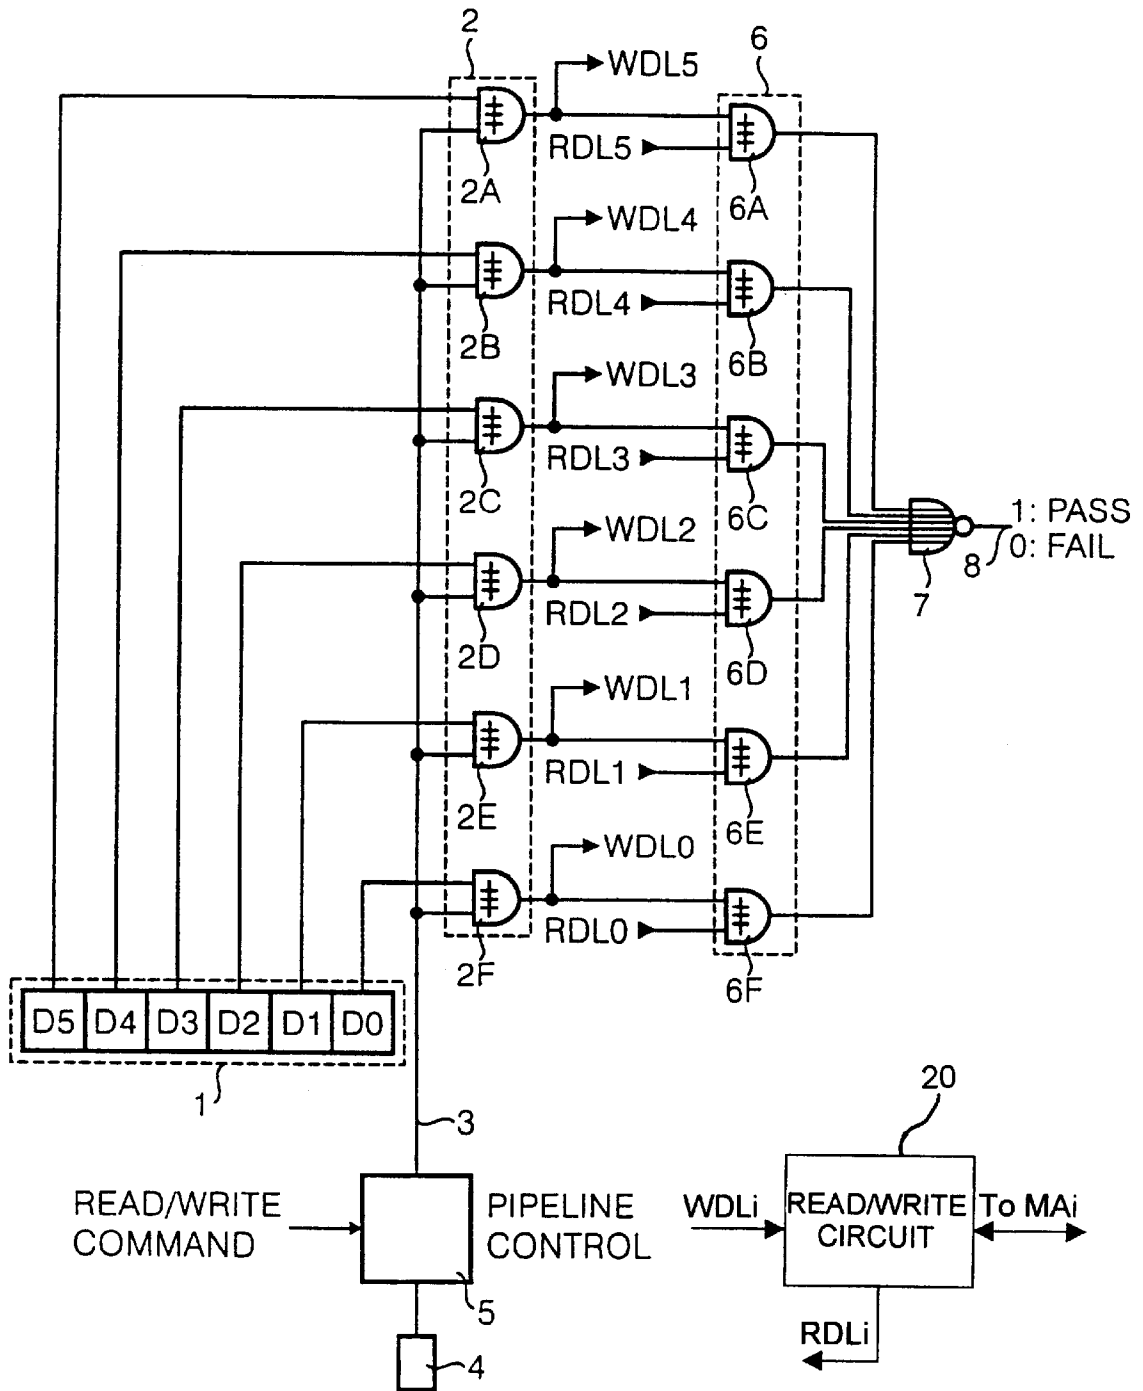 2
6
WDL5
RDL5
2A
6A
WDL4
RDL4
2B
6B
WDL3
RDL3
2C
6C
1: PASS
0: FAIL
8
7
WDL2
RDL2
2D
6D
WDL1
RDL1
2E
6E
WDL0
RDL0
2F
6F
D5 D4 D3 D2 D1 D0
1
3
READ/WRITE
COMMAND
PIPELINE
CONTROL
5
4
20
WDLi
READ/WRITE
CIRCUIT
To MAi
RDLi